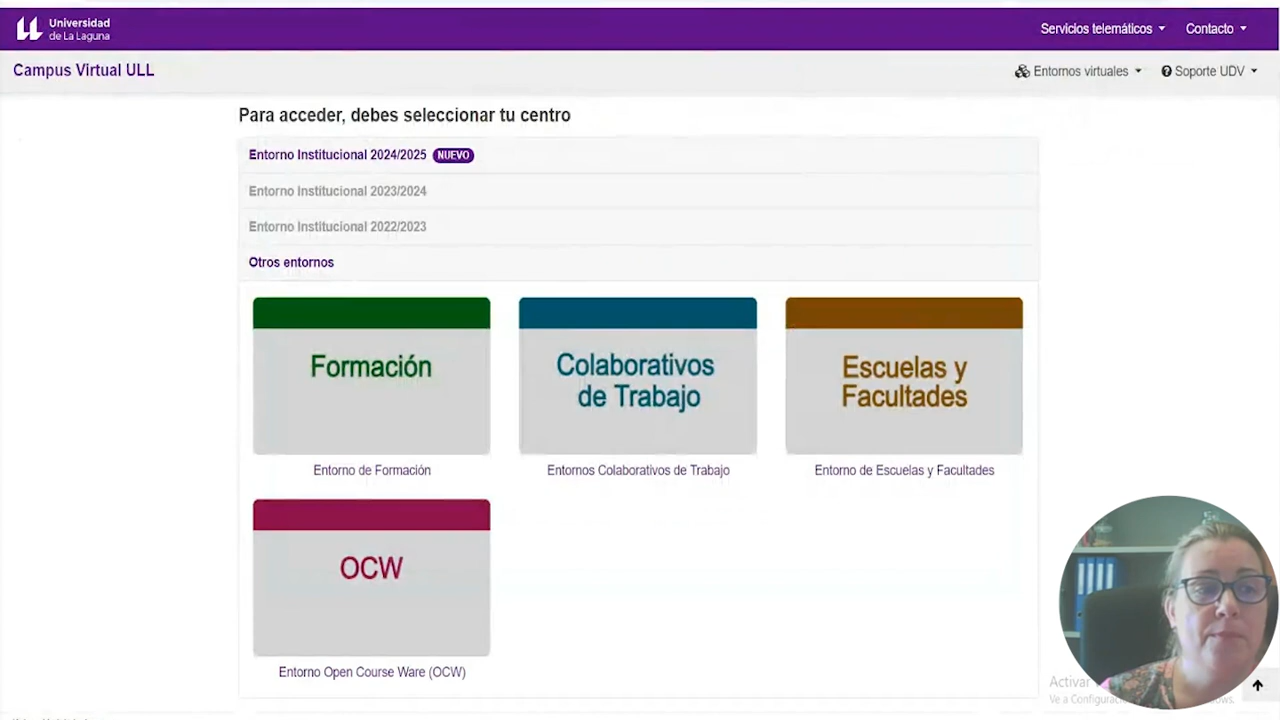 Universidad
de La Laguna
Servicios telemáticos
Contacto
Campus Virtual ULL
Entornos virtuales
Soporte UDV
Para acceder, debes seleccionar tu centro
Entorno Institucional 2024/2025 NUEVO
Entorno Institucional 2023/2024
Entorno Institucional 2022/2023
Otros entornos
Formación
Colaborativos
de Trabajo
Escuelas y
Facultades
Entorno de Formación
Entornos Colaborativos de Trabajo
Entorno de Escuelas y Facultades
OCW
Entorno Open Course Ware (OCW)
Activar
Ve a